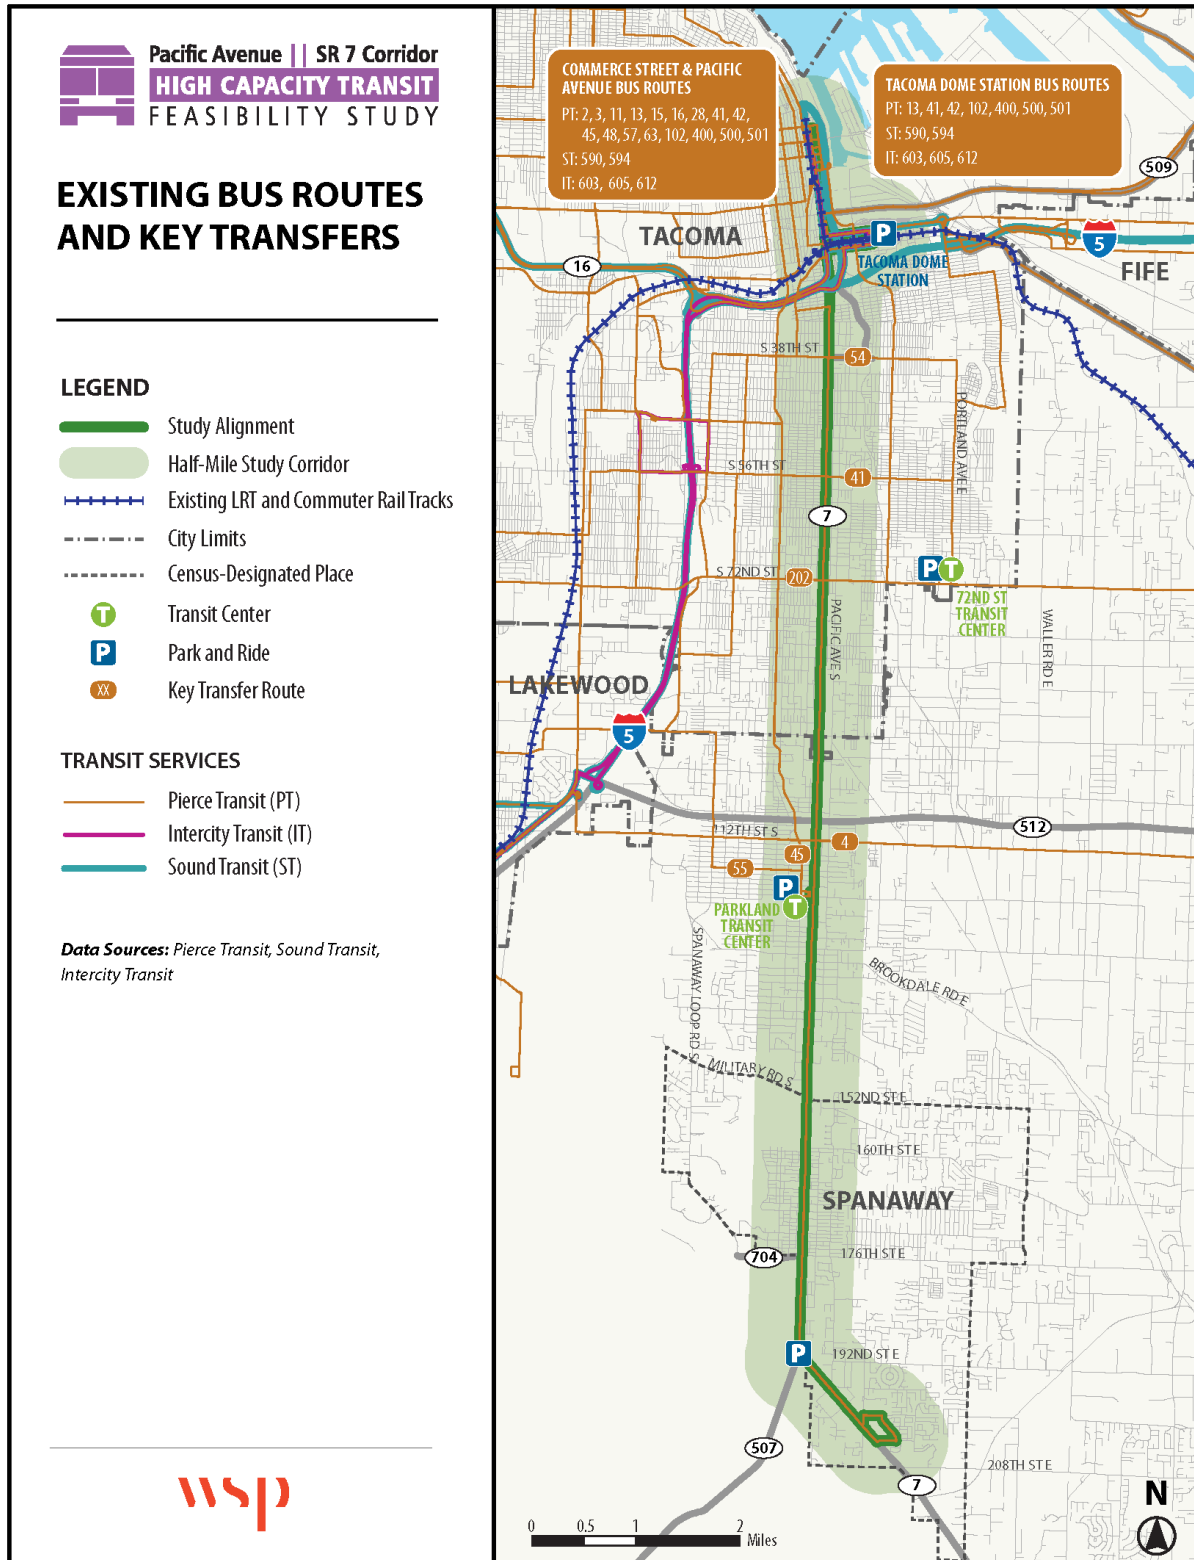 Pacific Avenue || SR 7 Corridor
HIGH CAPACITY TRANSIT
FEASIBILITY STUDY
EXISTING BUS ROUTES
AND KEY TRANSFERS
LEGEND
Study Alignment
Half-Mile Study Corridor
Existing LRT and Commuter Rail Tracks
City Limits
Census-Designated Place
T
Transit Center
P
Park and Ride
XX
Key Transfer Route
TRANSIT SERVICES
Pierce Transit (PT)
Intercity Transit (IT)
Sound Transit (ST)
Data Sources: Pierce Transit, Sound Transit,
Intercity Transit
wsp
COMMERCE STREET & PACIFIC
AVENUE BUS ROUTES
PT: 2, 3, 11, 13, 15, 16, 28, 41, 42,
45, 48, 57, 63, 102, 400, 500, 501
ST: 590, 594
IT: 603, 605, 612
TACOMA DOME STATION BUS ROUTES
PT: 13, 41, 42, 102, 400, 500, 501
ST: 590, 594
IT: 603, 605, 612
509
TACOMA
P
5
16
TACOMA DOME
STATION
FIFE
S 38TH ST
54
PORTLAND AVE E
S 56TH ST
41
7
S 72ND ST
202
P
T
72ND ST
TRANSIT
CENTER
PACIFIC AVE S
WALLER RD E
LAKEWOOD
5
512
112TH ST S
4
45
55
P
T
PARKLAND
TRANSIT
CENTER
SPANAWAY LOOP RD S
BROOKDALE RD E
MILITARY RD S
152ND ST E
160TH ST E
SPANAWAY
704
176TH ST E
P
192ND ST E
507
208TH ST E
7
N
0 0.5 1 2
Miles